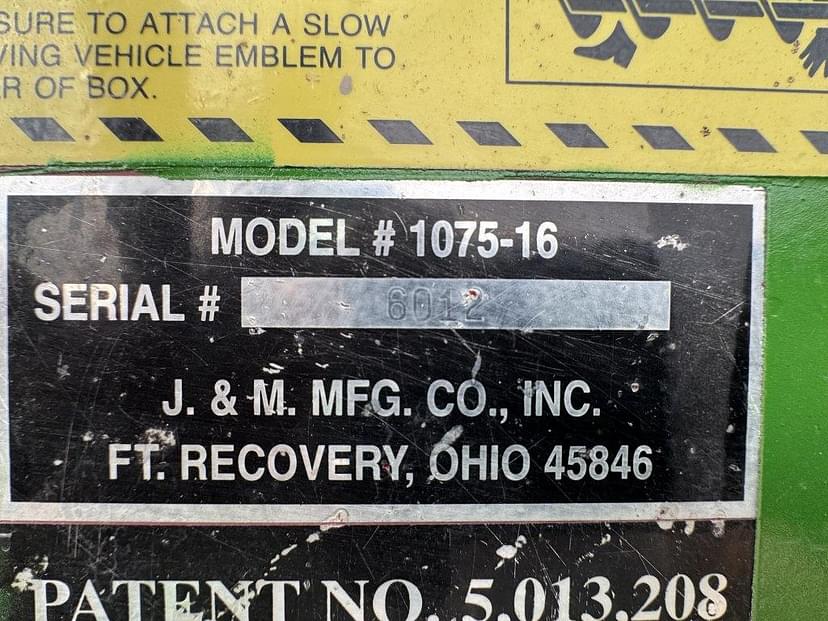 SURE TO ATTACH A SLOW
VING VEHICLE EMBLEM TO
R OF BOX.
MODEL # 1075-16
SERIAL # 6012
J. & M. MFG. CO., INC.
FT. RECOVERY, OHIO 45846
PATENT NO. 5,013,208